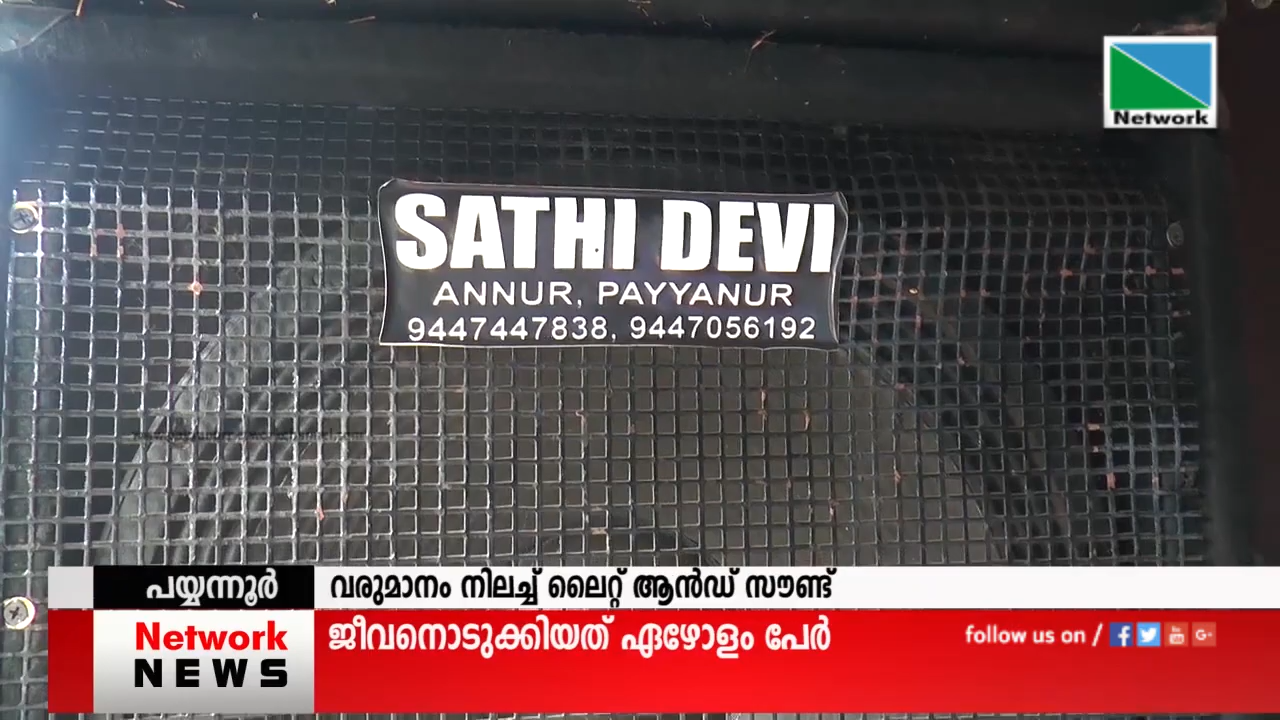 Network
SATHI DEVI
ANNUR, PAYYANUR
9447447838, 9447056192
പയ്യന്നൂർ
വരുമാനം നിലച്ച് ലൈറ്റ് ആൻഡ് സൗണ്ട്
Network
NEWS
ജീവനൊടുക്കിയത് ഏഴോളം പേർ
follow us on /